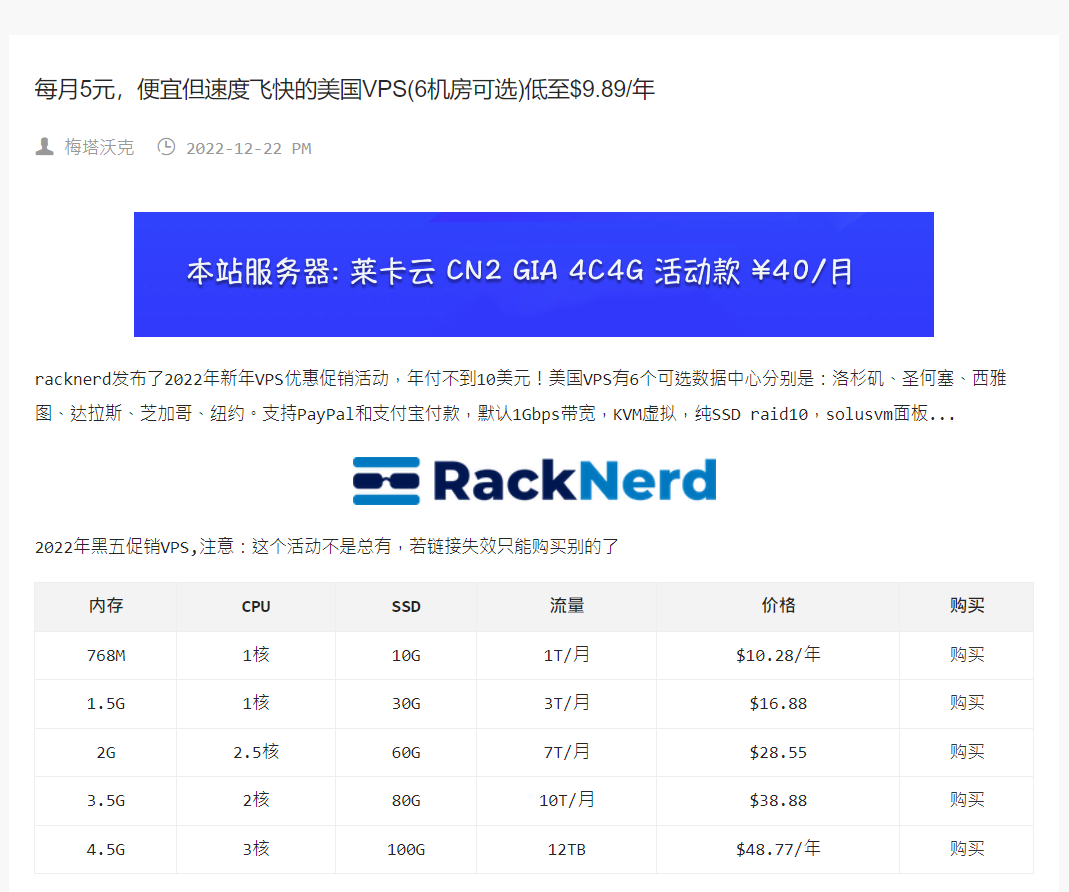 每月5元，便宜但速度飞快的美国VPS(6机房可选)低至$9.89/年
梅塔沃克 2022-12-22 PM
本站服务器: 莱卡云 CN2 GIA 4C4G 活动款 ¥40/月
racknerd发布了2022年新年VPS优惠促销活动，年付不到10美元！美国VPS有6个可选数据中心分别是：洛杉矶、圣何塞、西雅
图、达拉斯、芝加哥、纽约。支持PayPal和支付宝付款，默认1Gbps带宽，KVM虚拟，纯SSD raid10，solusvm面板...
RackNerd
2022年黑五促销VPS,注意：这个活动不是总有，若链接失效只能购买别的了
内存 CPU SSD 流量 价格 购买
768M 1核 10G 1T/月 $10.28/年 购买
1.5G 1核 30G 3T/月 $16.88 购买
2G 2.5核 60G 7T/月 $28.55 购买
3.5G 2核 80G 10T/月 $38.88 购买
4.5G 3核 100G 12TB $48.77/年 购买